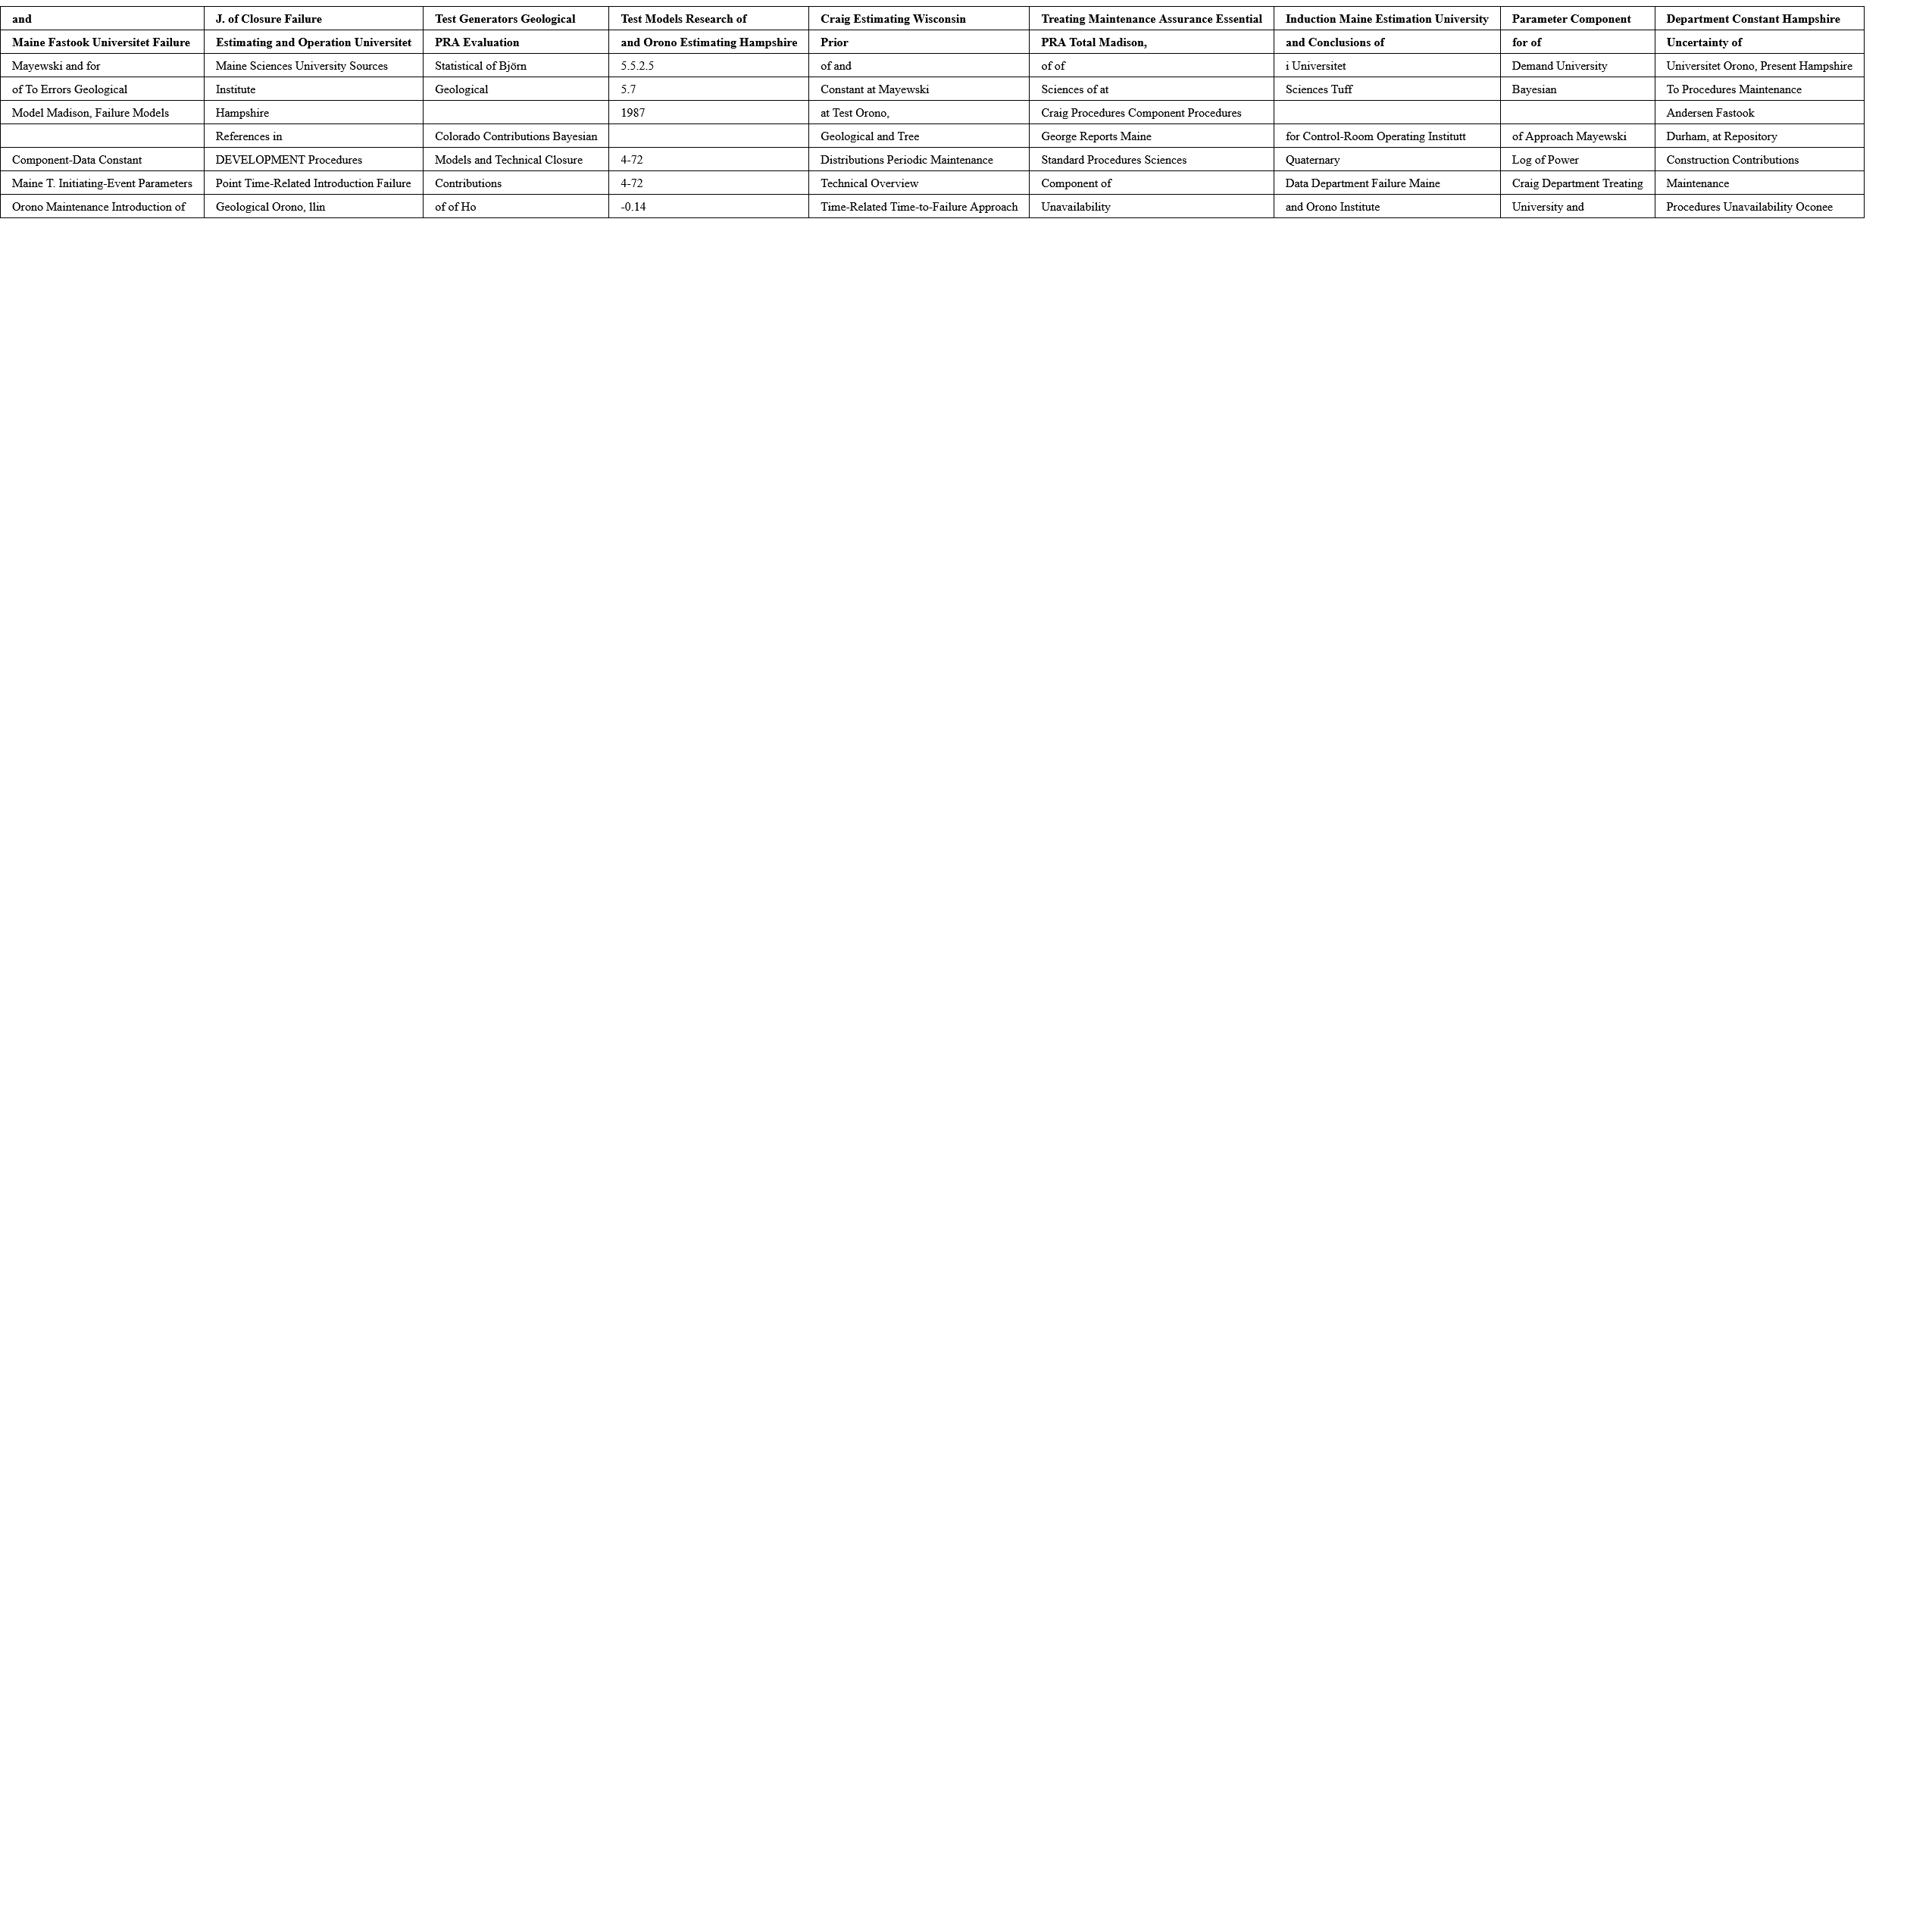 and J. of Closure Failure Test Generators Geological Test Models Research of Craig Estimating Wisconsin Treating Maintenance Assurance Essential Induction Maine Estimation University Parameter Component Department Constant Hampshire
Maine Fastook Universitet Failure Estimating and Operation Universitet PRA Evaluation and Orono Estimating Hampshire Prior PRA Total Madison, and Conclusions of for of Uncertainty of
Mayewski and for Maine Sciences University Sources Statistical of Björn 5.5.2.5 of and of of i Universitet Demand University Universitet Orono, Present Hampshire
of To Errors Geological Institute Geological 5.7 Constant at Mayewski Sciences of at Sciences Tuff Bayesian To Procedures Maintenance
Model Madison, Failure Models Hampshire 1987 at Test Orono, Craig Procedures Component Procedures Andersen Fastook
References in Colorado Contributions Bayesian Geological and Tree George Reports Maine for Control-Room Operating Institutt of Approach Mayewski Durham, at Repository
Component-Data Constant DEVELOPMENT Procedures Models and Technical Closure 4-72 Distributions Periodic Maintenance Standard Procedures Sciences Quaternary Log of Power Construction Contributions
Maine T. Initiating-Event Parameters Point Time-Related Introduction Failure Contributions 4-72 Technical Overview Component of Data Department Failure Maine Craig Department Treating Maintenance
Orono Maintenance Introduction of Geological Orono, llin of of Ho -0.14 Time-Related Time-to-Failure Approach Unavailability and Orono Institute University and Procedures Unavailability Oconee